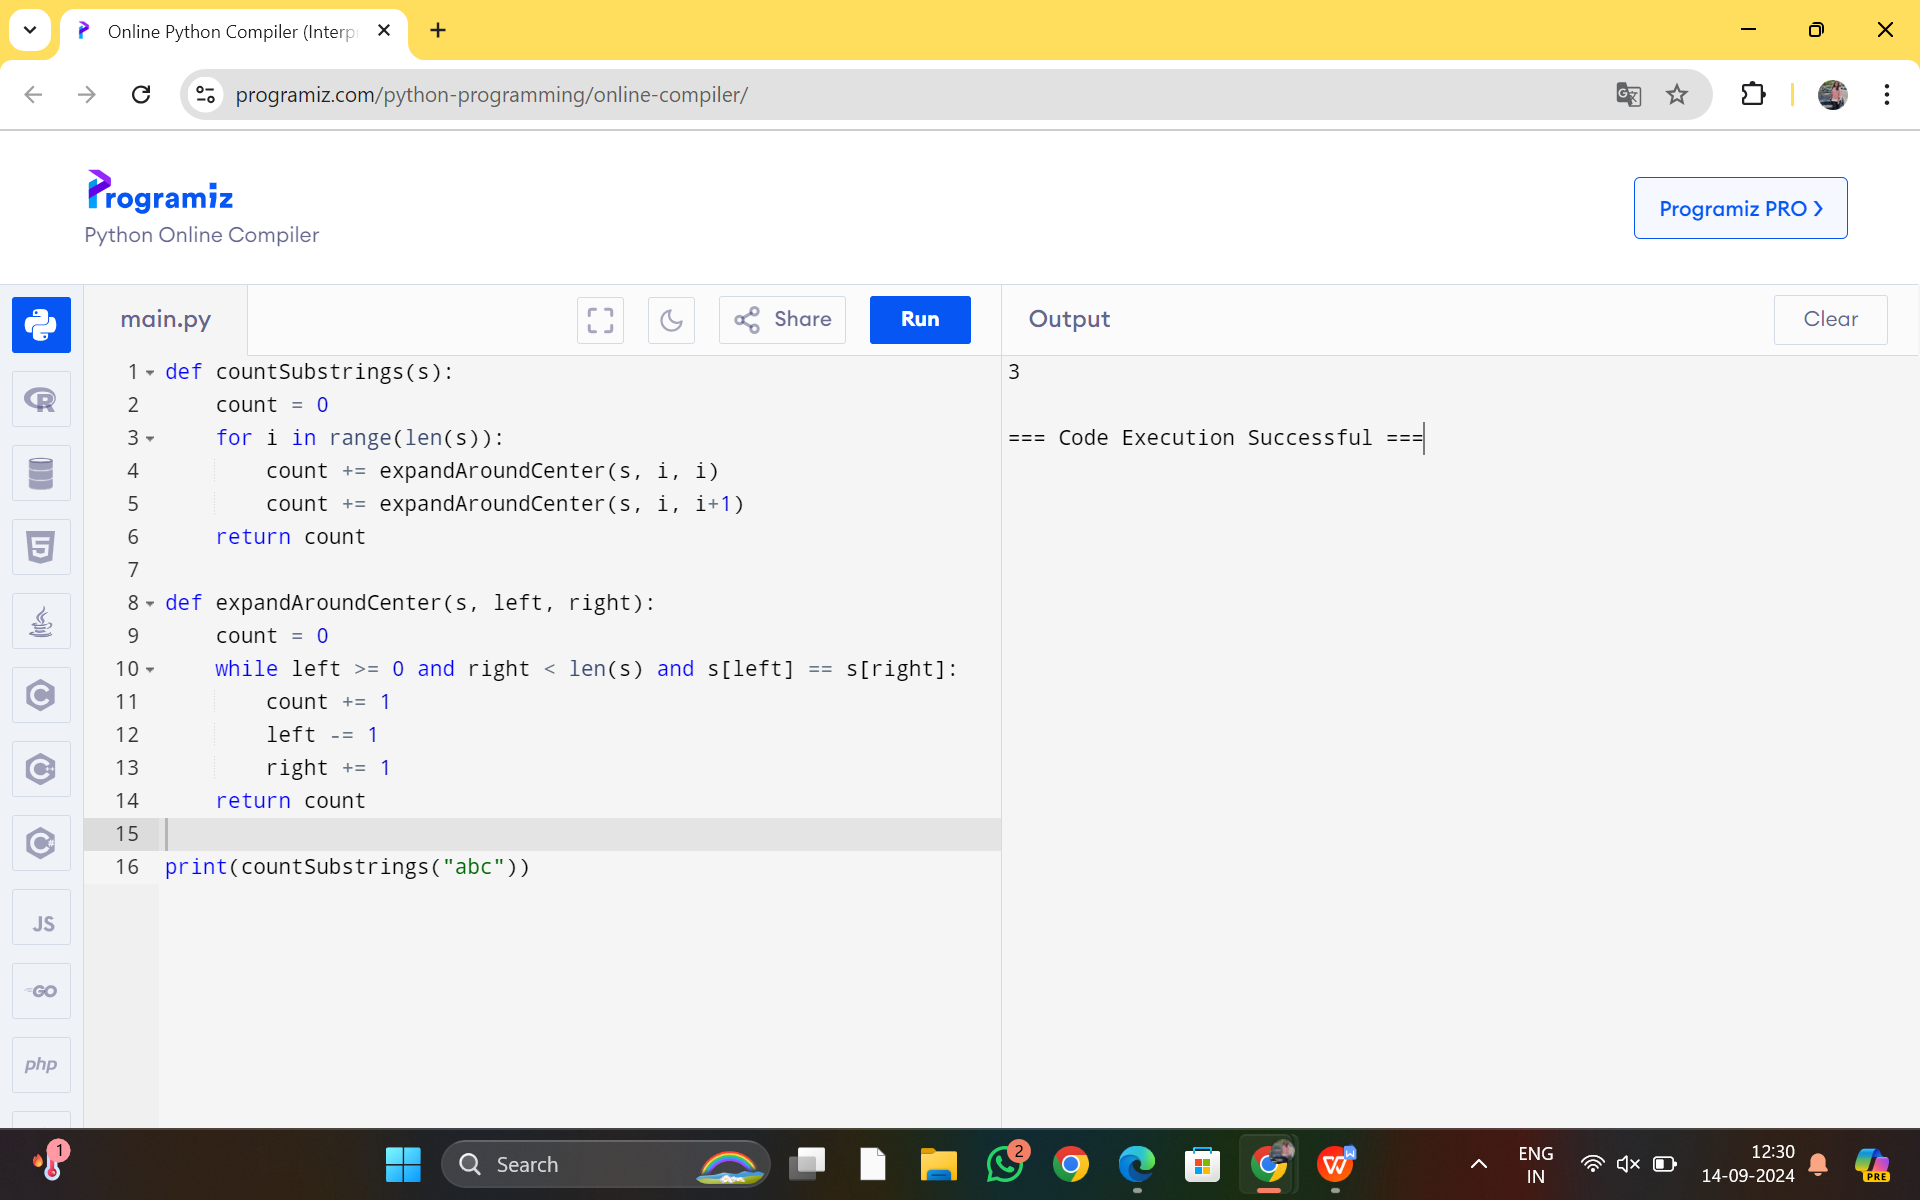 Online Python Compiler (Interp
programiz.com/python-programming/online-compiler/
Programiz
Python Online Compiler
Programiz PRO
main.py
Share
Run
Output
Clear
1 def countSubstrings(s):
2     count = 0
3     for i in range(len(s)):
4         count += expandAroundCenter(s, i, i)
5         count += expandAroundCenter(s, i, i+1)
6     return count
7
8 def expandAroundCenter(s, left, right):
9     count = 0
10     while left >= 0 and right < len(s) and s[left] == s[right]:
11         count += 1
12         left -= 1
13         right += 1
14     return count
15
16 print(countSubstrings("abc"))
3
=== Code Execution Successful ===
JS
GO
php
1
Search
2
ENG
IN
12:30
14-09-2024
PRE